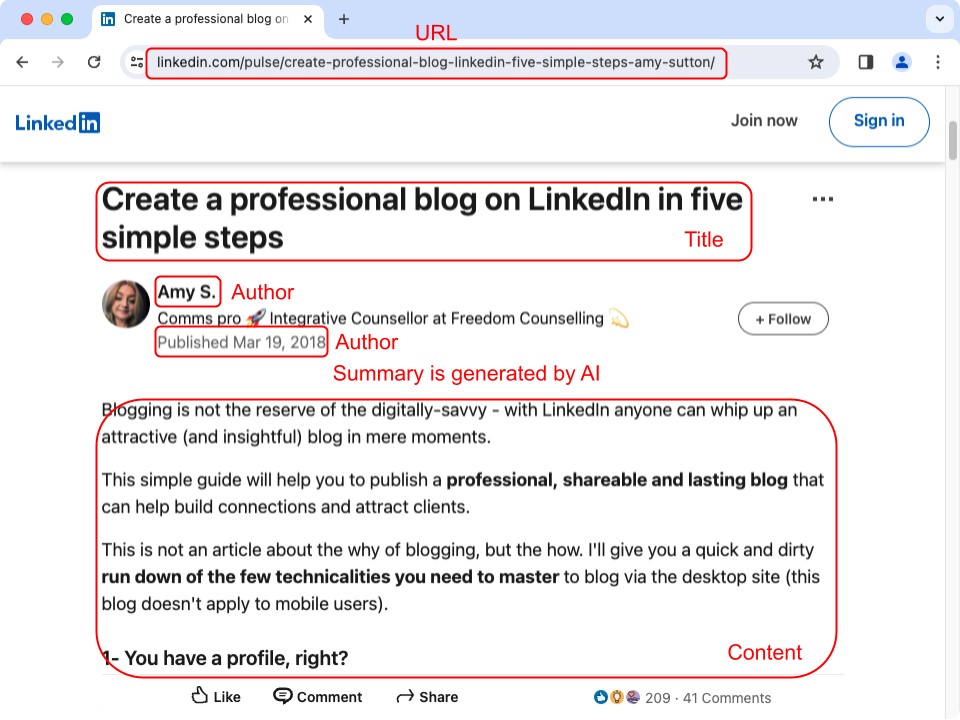 Create a professional blog on
URL
linkedin.com/pulse/create-professional-blog-linkedin-five-simple-steps-amy-sutton/
Linkedin
Join now
Sign in
Create a professional blog on LinkedIn in five
simple steps
Title
Amy S. Author
Comms pro 🚀 Integrative Counsellor at Freedom Counselling 💫
+ Follow
Published Mar 19, 2018 Author
Summary is generated by AI
Blogging is not the reserve of the digitally-savvy - with LinkedIn anyone can whip up an
attractive (and insightful) blog in mere moments.
This simple guide will help you to publish a professional, shareable and lasting blog that
can help build connections and attract clients.
This is not an article about the why of blogging, but the how. I'll give you a quick and dirty
run down of the few technicalities you need to master to blog via the desktop site (this
blog doesn't apply to mobile users).
1- You have a profile, right?
Content
Like Comment Share 209 · 41 Comments